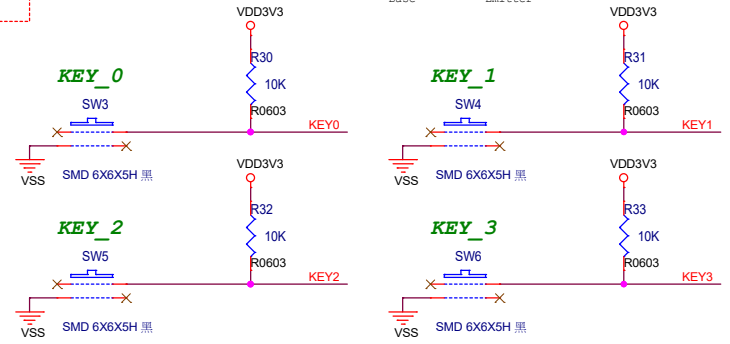 VDD3V3
R30
10K
R0603
KEY_0
SW3
KEY0
VSS
SMD 6X6X5H 黑
VDD3V3
R31
10K
R0603
KEY_1
SW4
KEY1
VSS
SMD 6X6X5H 黑
VDD3V3
R32
10K
R0603
KEY_2
SW5
KEY2
VSS
SMD 6X6X5H 黑
VDD3V3
R33
10K
R0603
KEY_3
SW6
KEY3
VSS
SMD 6X6X5H 黑